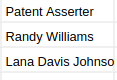 Patent Asserter
Randy Williams
Lana Davis Johnso